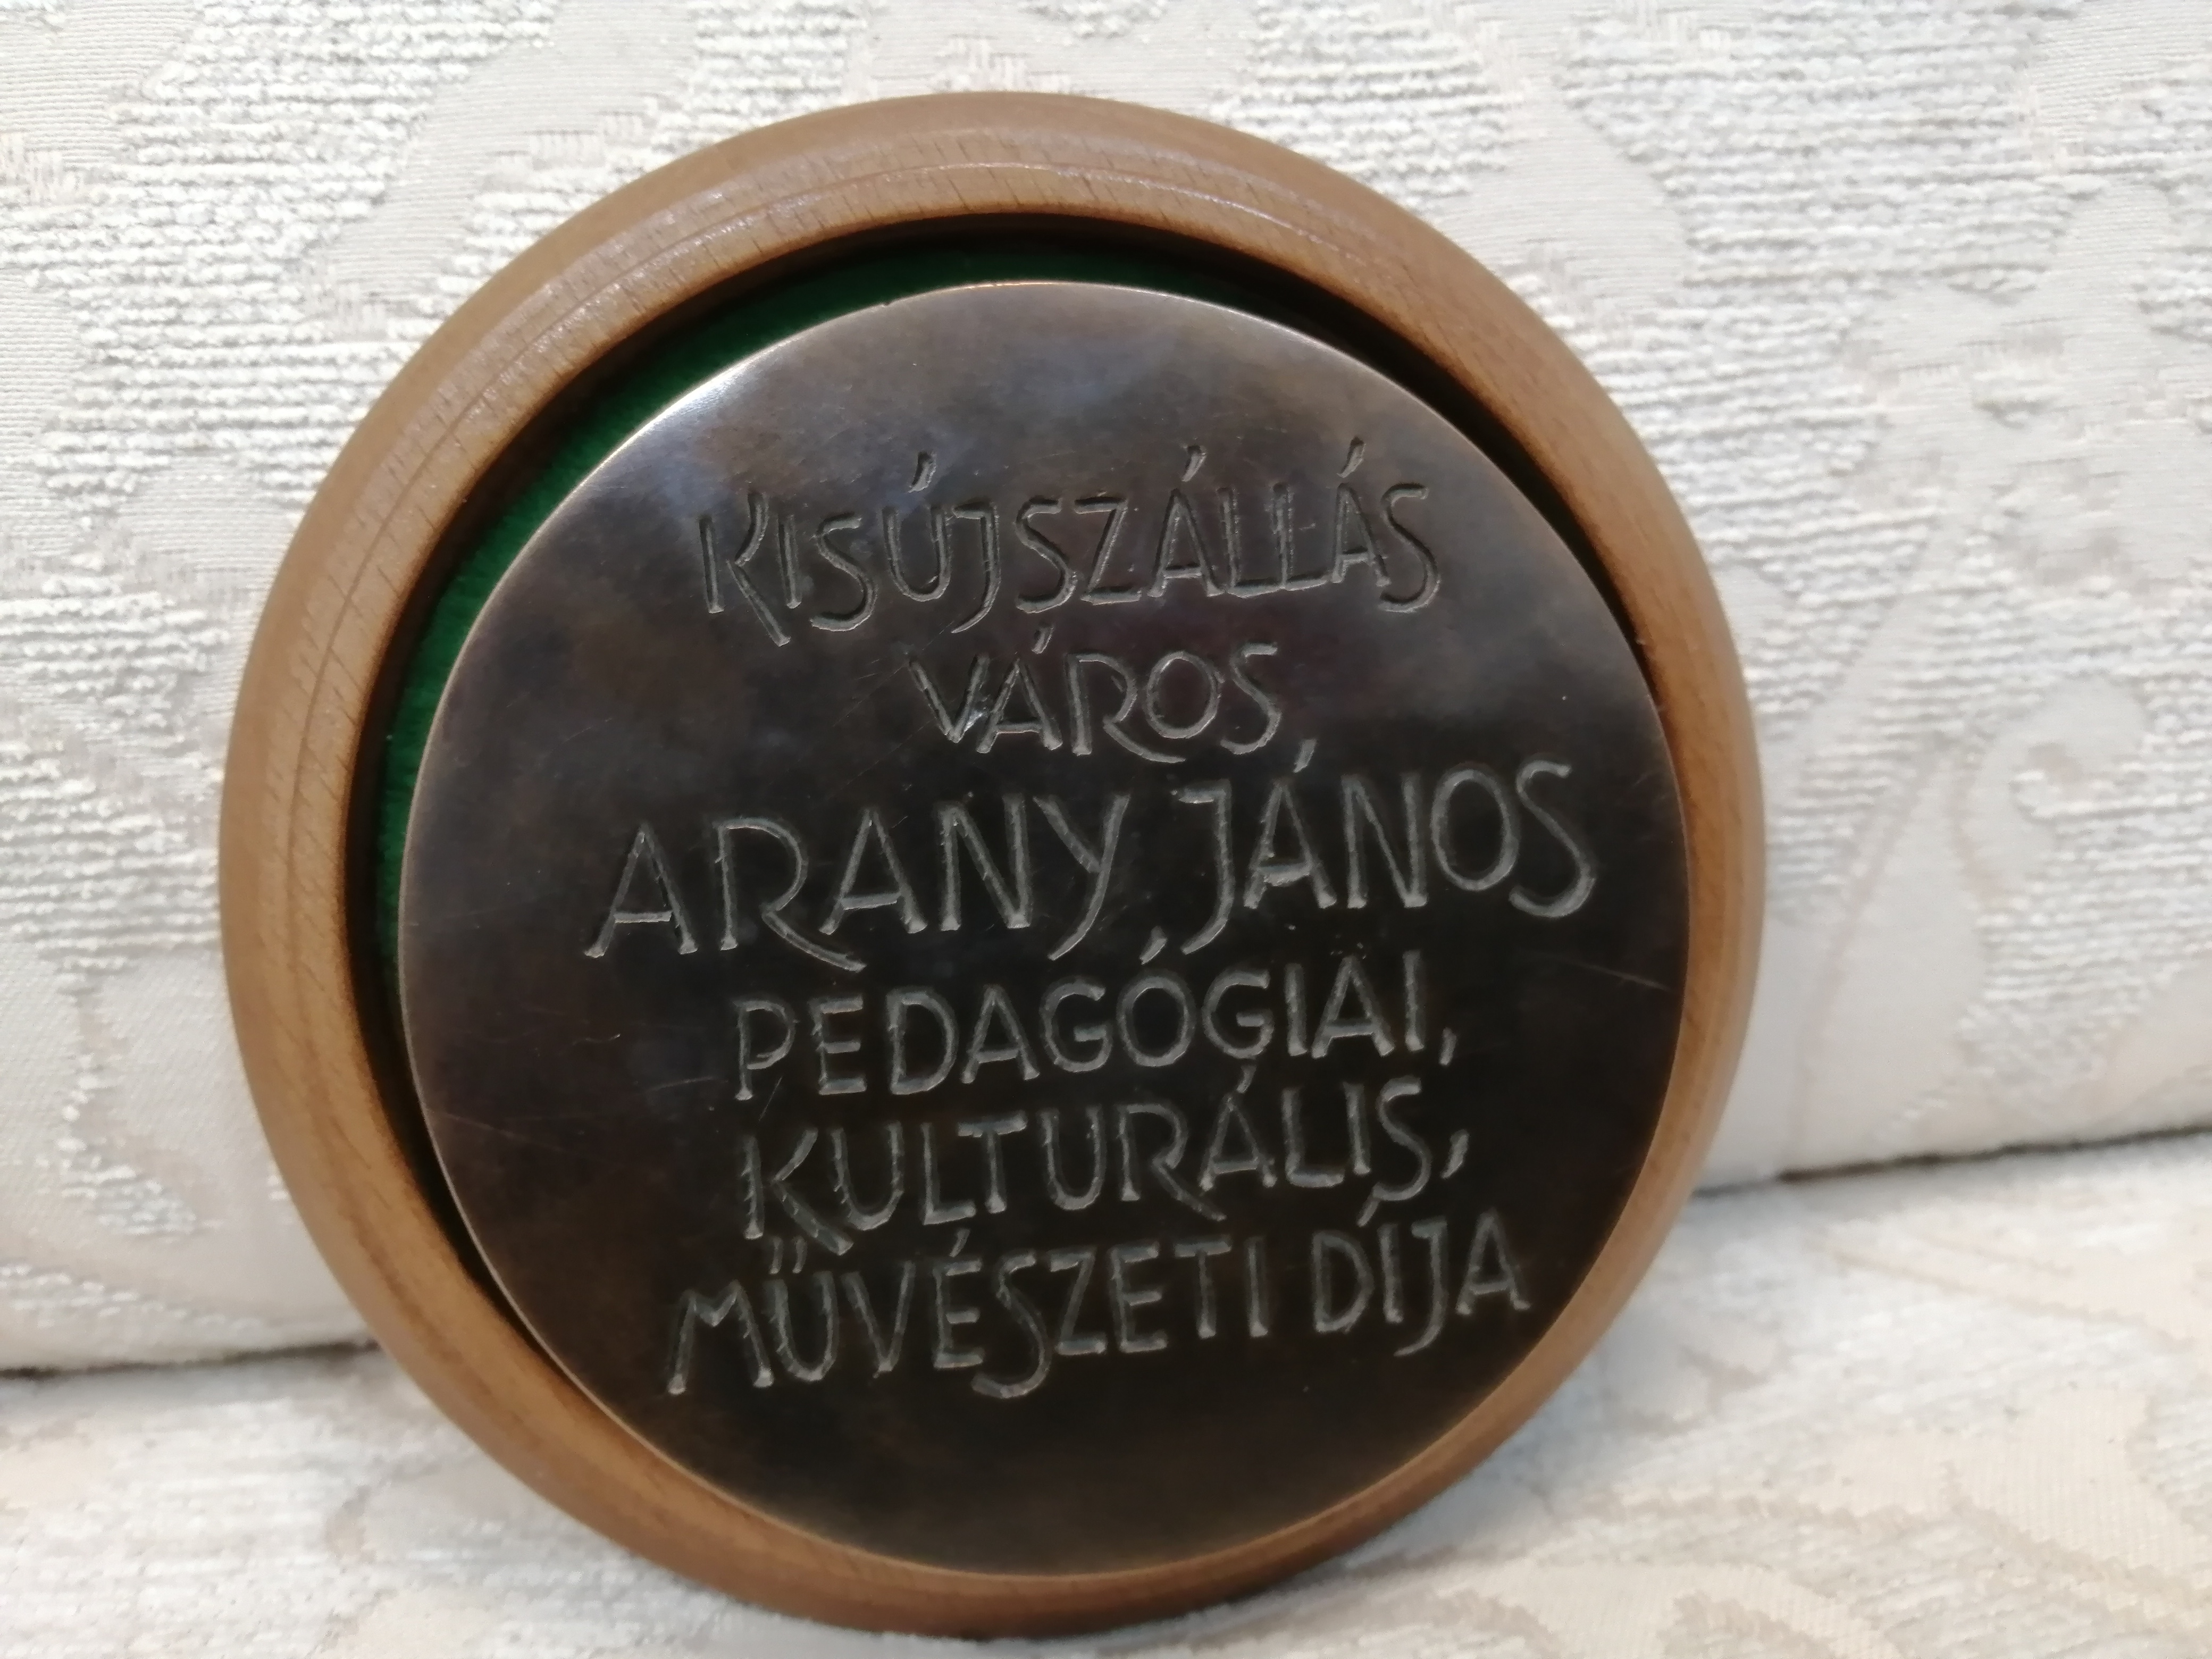 KISÚJSZÁLLÁS
VÁROS
ARANY JÁNOS
PEDAGÓGIAI,
KULTURÁLIS,
MŰVÉSZETI DÍJA